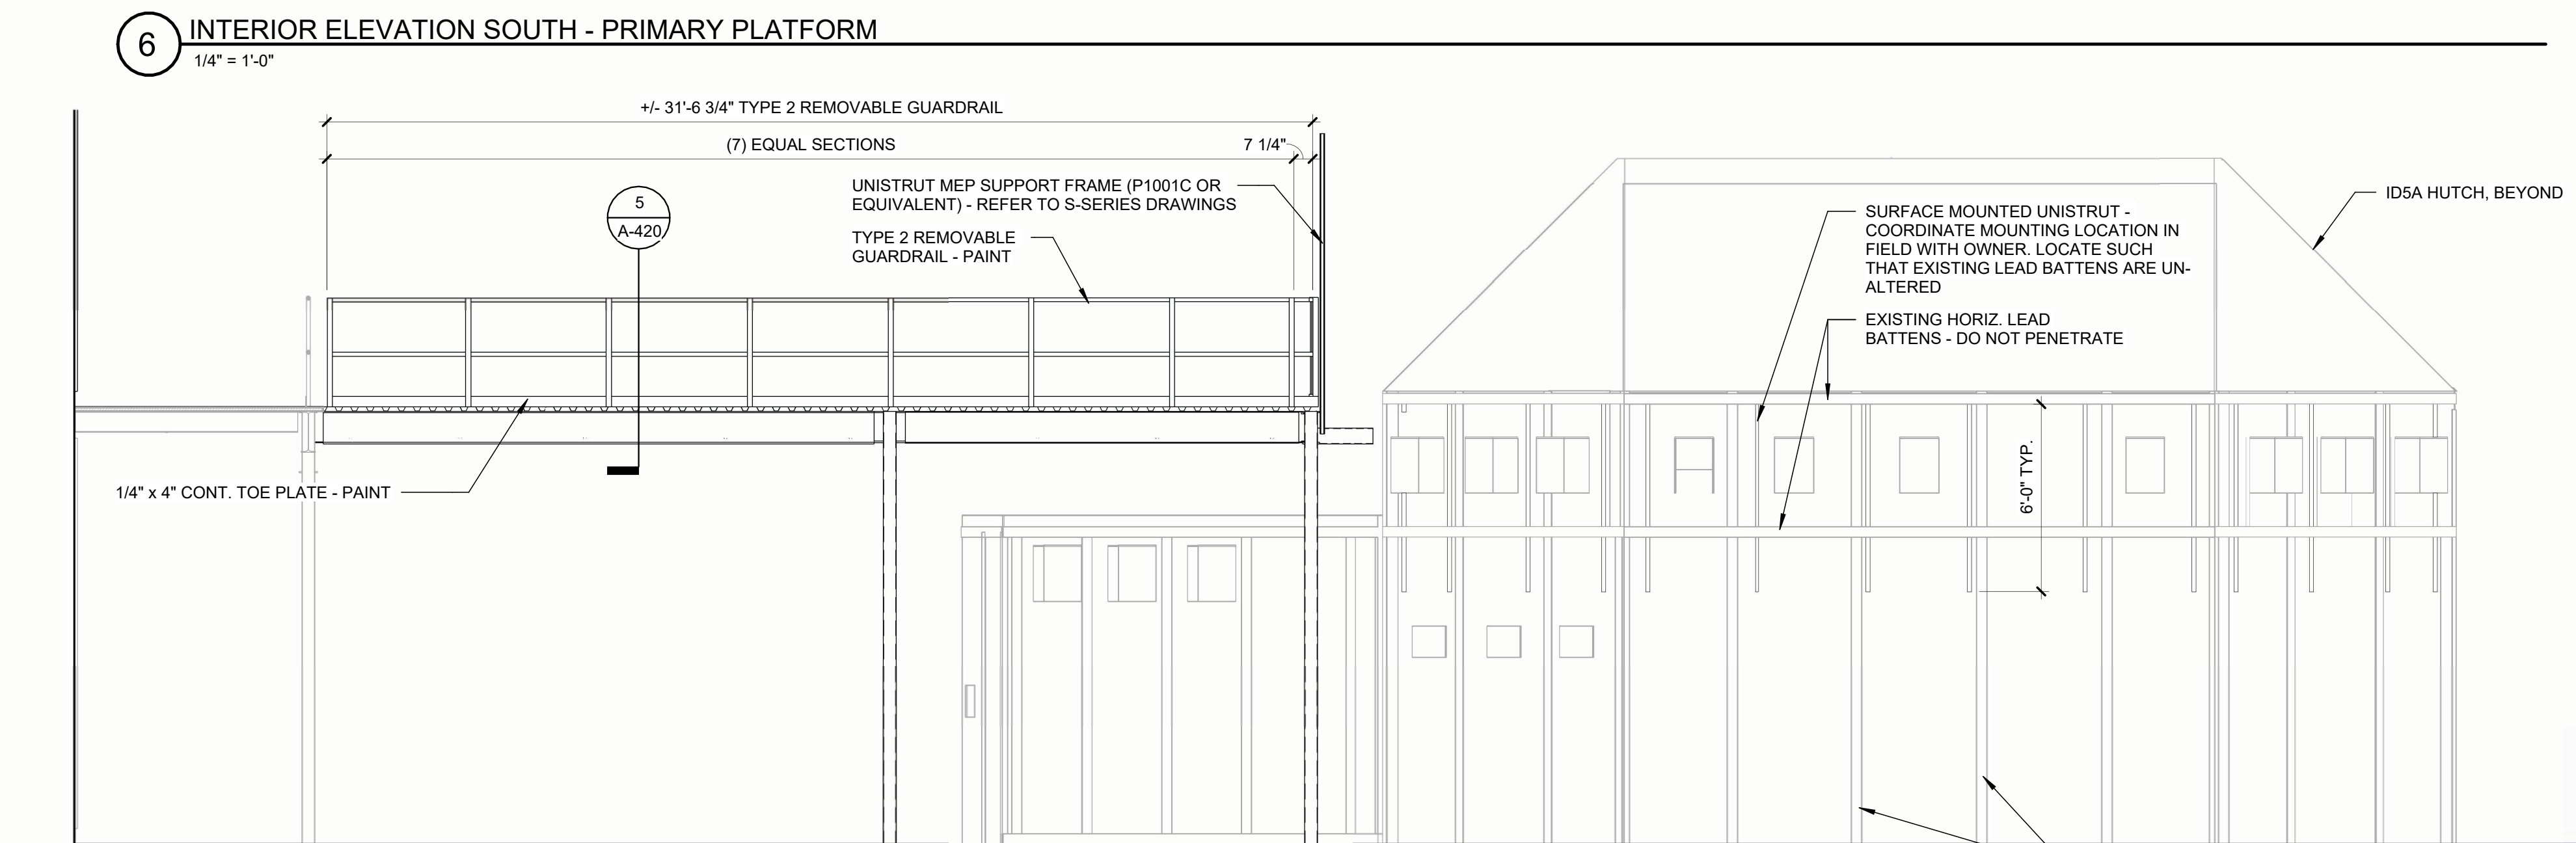 6
INTERIOR ELEVATION SOUTH - PRIMARY PLATFORM
1/4" = 1'-0"
+/- 31'-6 3/4" TYPE 2 REMOVABLE GUARDRAIL
(7) EQUAL SECTIONS
7 1/4"
5
A-420
UNISTRUT MEP SUPPORT FRAME (P1001C OR
EQUIVALENT) - REFER TO S-SERIES DRAWINGS
TYPE 2 REMOVABLE
GUARDRAIL - PAINT
1/4" x 4" CONT. TOE PLATE - PAINT
SURFACE MOUNTED UNISTRUT -
COORDINATE MOUNTING LOCATION IN
FIELD WITH OWNER. LOCATE SUCH
THAT EXISTING LEAD BATTENS ARE UN-
ALTERED
EXISTING HORIZ. LEAD
BATTENS - DO NOT PENETRATE
ID5A HUTCH, BEYOND
6'-0" TYP.